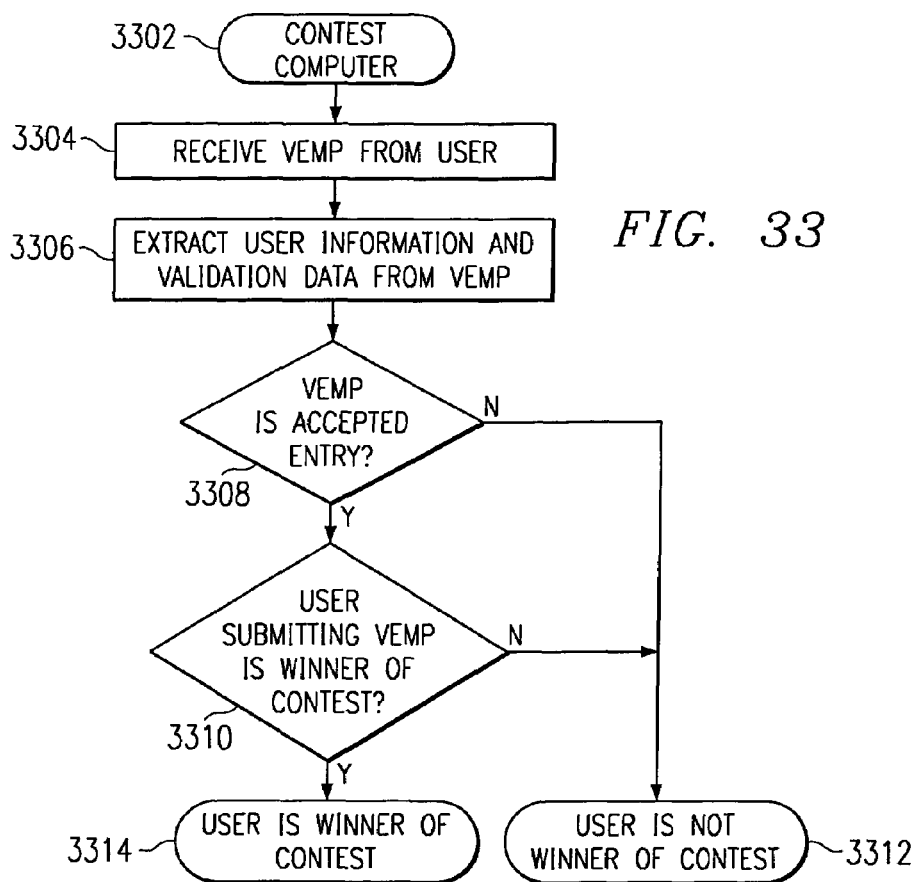 3302
CONTEST
COMPUTER
3304
RECEIVE VEMP FROM USER
3306
EXTRACT USER INFORMATION AND
VALIDATION DATA FROM VEMP
FIG. 33
VEMP
IS ACCEPTED
ENTRY?
N
3308
Y
USER
SUBMITTING VEMP
IS WINNER OF
CONTEST?
N
3310
Y
3314
USER IS WINNER OF
CONTEST
USER IS NOT
WINNER OF CONTEST
3312